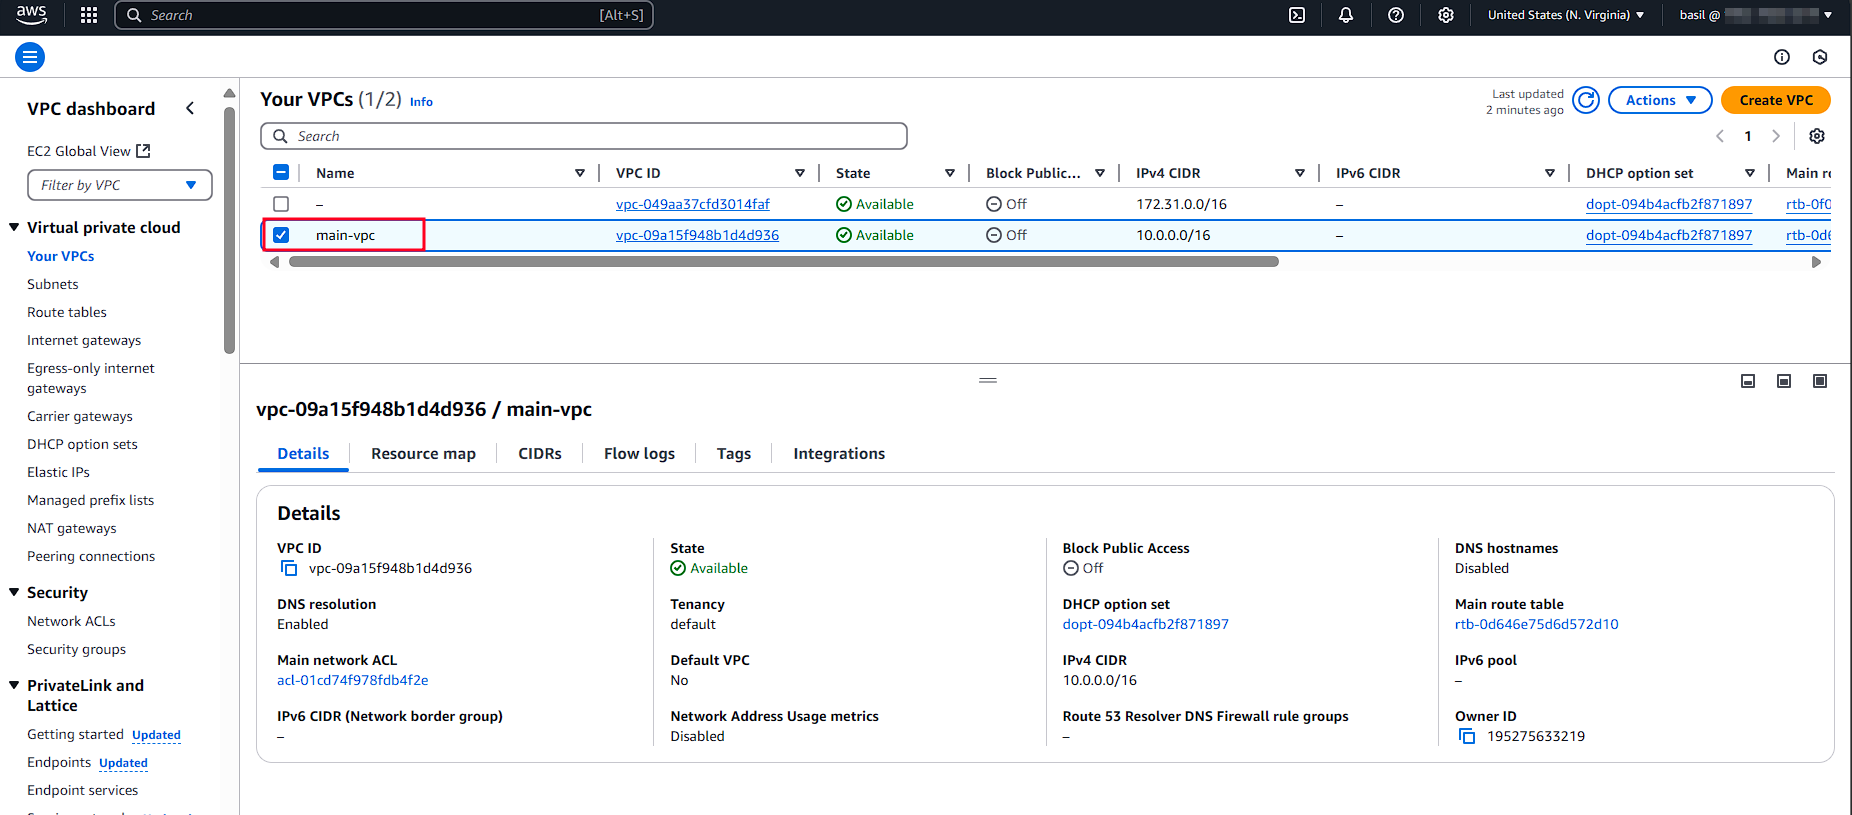 aws
Search [Alt+S]
United States (N. Virginia)
basil @
VPC dashboard
EC2 Global View
Filter by VPC
Virtual private cloud
Your VPCs
Subnets
Route tables
Internet gateways
Egress-only internet
gateways
Carrier gateways
DHCP option sets
Elastic IPs
Managed prefix lists
NAT gateways
Peering connections
Security
Network ACLs
Security groups
PrivateLink and
Lattice
Getting started Updated
Endpoints Updated
Endpoint services
Your VPCs (1/2) Info
Last updated
2 minutes ago
Actions
Create VPC
Search
1
Name VPC ID State Block Public... IPv4 CIDR IPv6 CIDR DHCP option set Main r
– vpc-049aa37cfd3014faf Available Off 172.31.0.0/16 – dopt-094b4acfb2f871897 rtb-0f0
main-vpc vpc-09a15f948b1d4d936 Available Off 10.0.0.0/16 – dopt-094b4acfb2f871897 rtb-0d6
vpc-09a15f948b1d4d936 / main-vpc
Details Resource map CIDRs Flow logs Tags Integrations
Details
VPC ID
vpc-09a15f948b1d4d936
State
Available
Block Public Access
Off
DNS hostnames
Disabled
DNS resolution
Enabled
Tenancy
default
DHCP option set
dopt-094b4acfb2f871897
Main route table
rtb-0d646e75d6d572d10
Main network ACL
acl-01cd74f978fdb4f2e
Default VPC
No
IPv4 CIDR
10.0.0.0/16
IPv6 pool
–
IPv6 CIDR (Network border group)
–
Network Address Usage metrics
Disabled
Route 53 Resolver DNS Firewall rule groups
–
Owner ID
195275633219